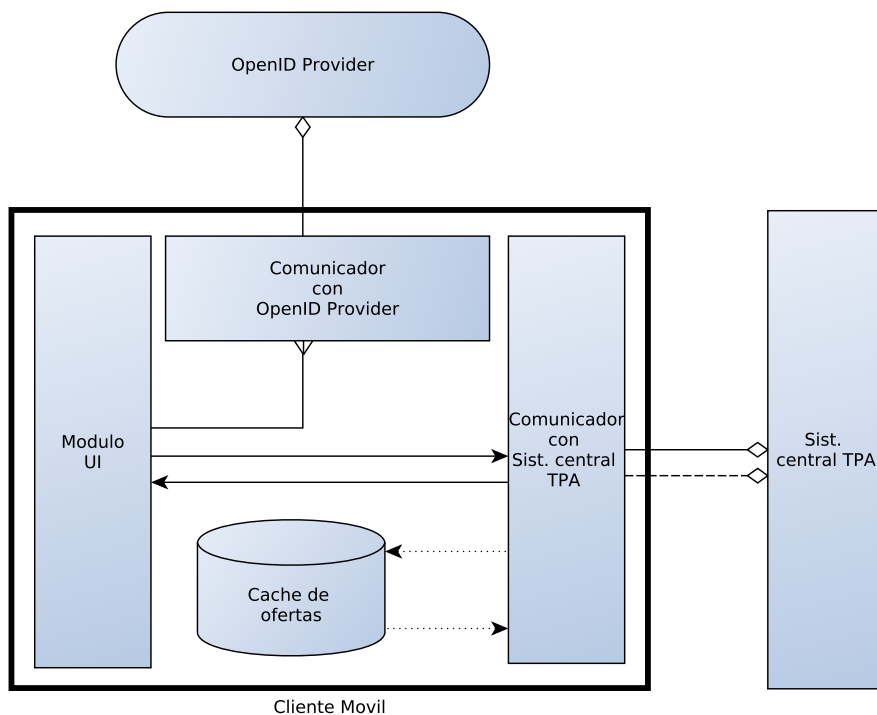 OpenID Provider
Comunicador
con
OpenID Provider
Modulo
UI
Comunicador
con
Sist. central
TPA
Sist.
central TPA
Cache de
ofertas
Cliente Movil